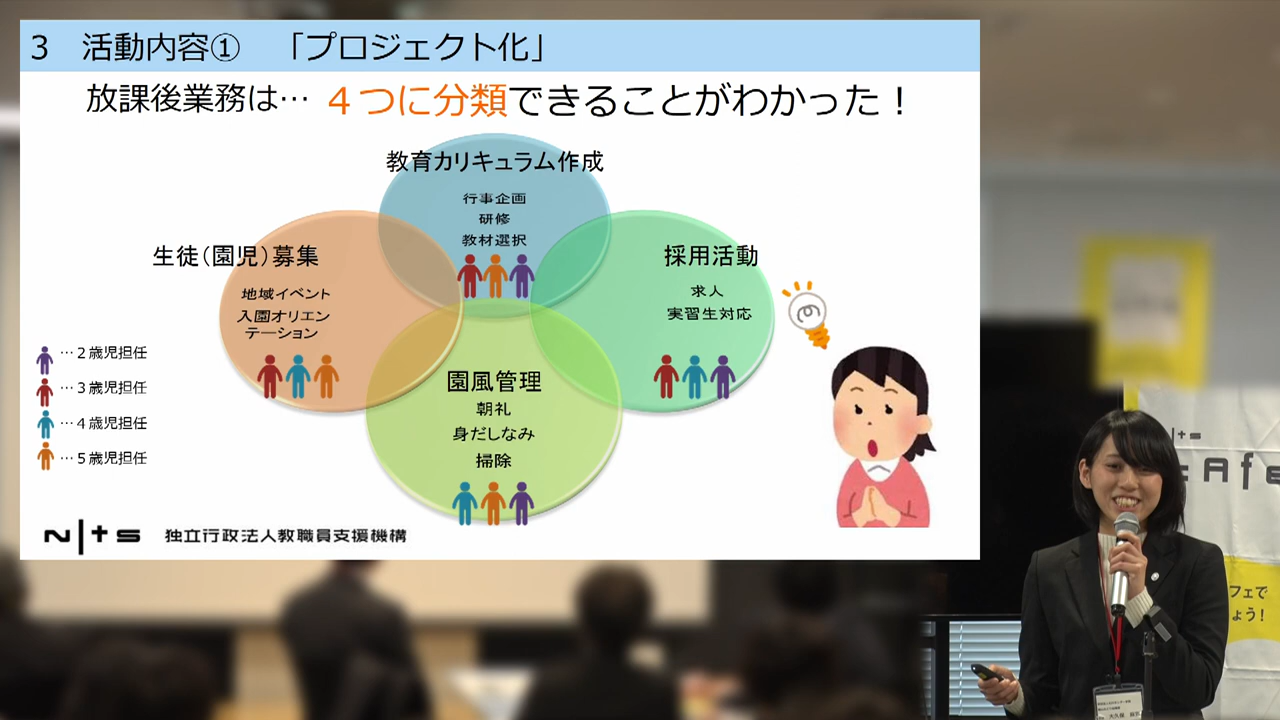 3 活動内容① 「プロジェクト化」
放課後業務は… 4つに分類できることがわかった！
教育カリキュラム作成
行事企画
研修
教材選択
生徒（園児）募集
地域イベント
入園オリエン
テーション
採用活動
求人
実習生対応
園風管理
朝礼
身だしなみ
掃除
…２歳児担任
…３歳児担任
…４歳児担任
…５歳児担任
N|ts 独立行政法人教職員支援機構
cAfe
フェで
ょう！